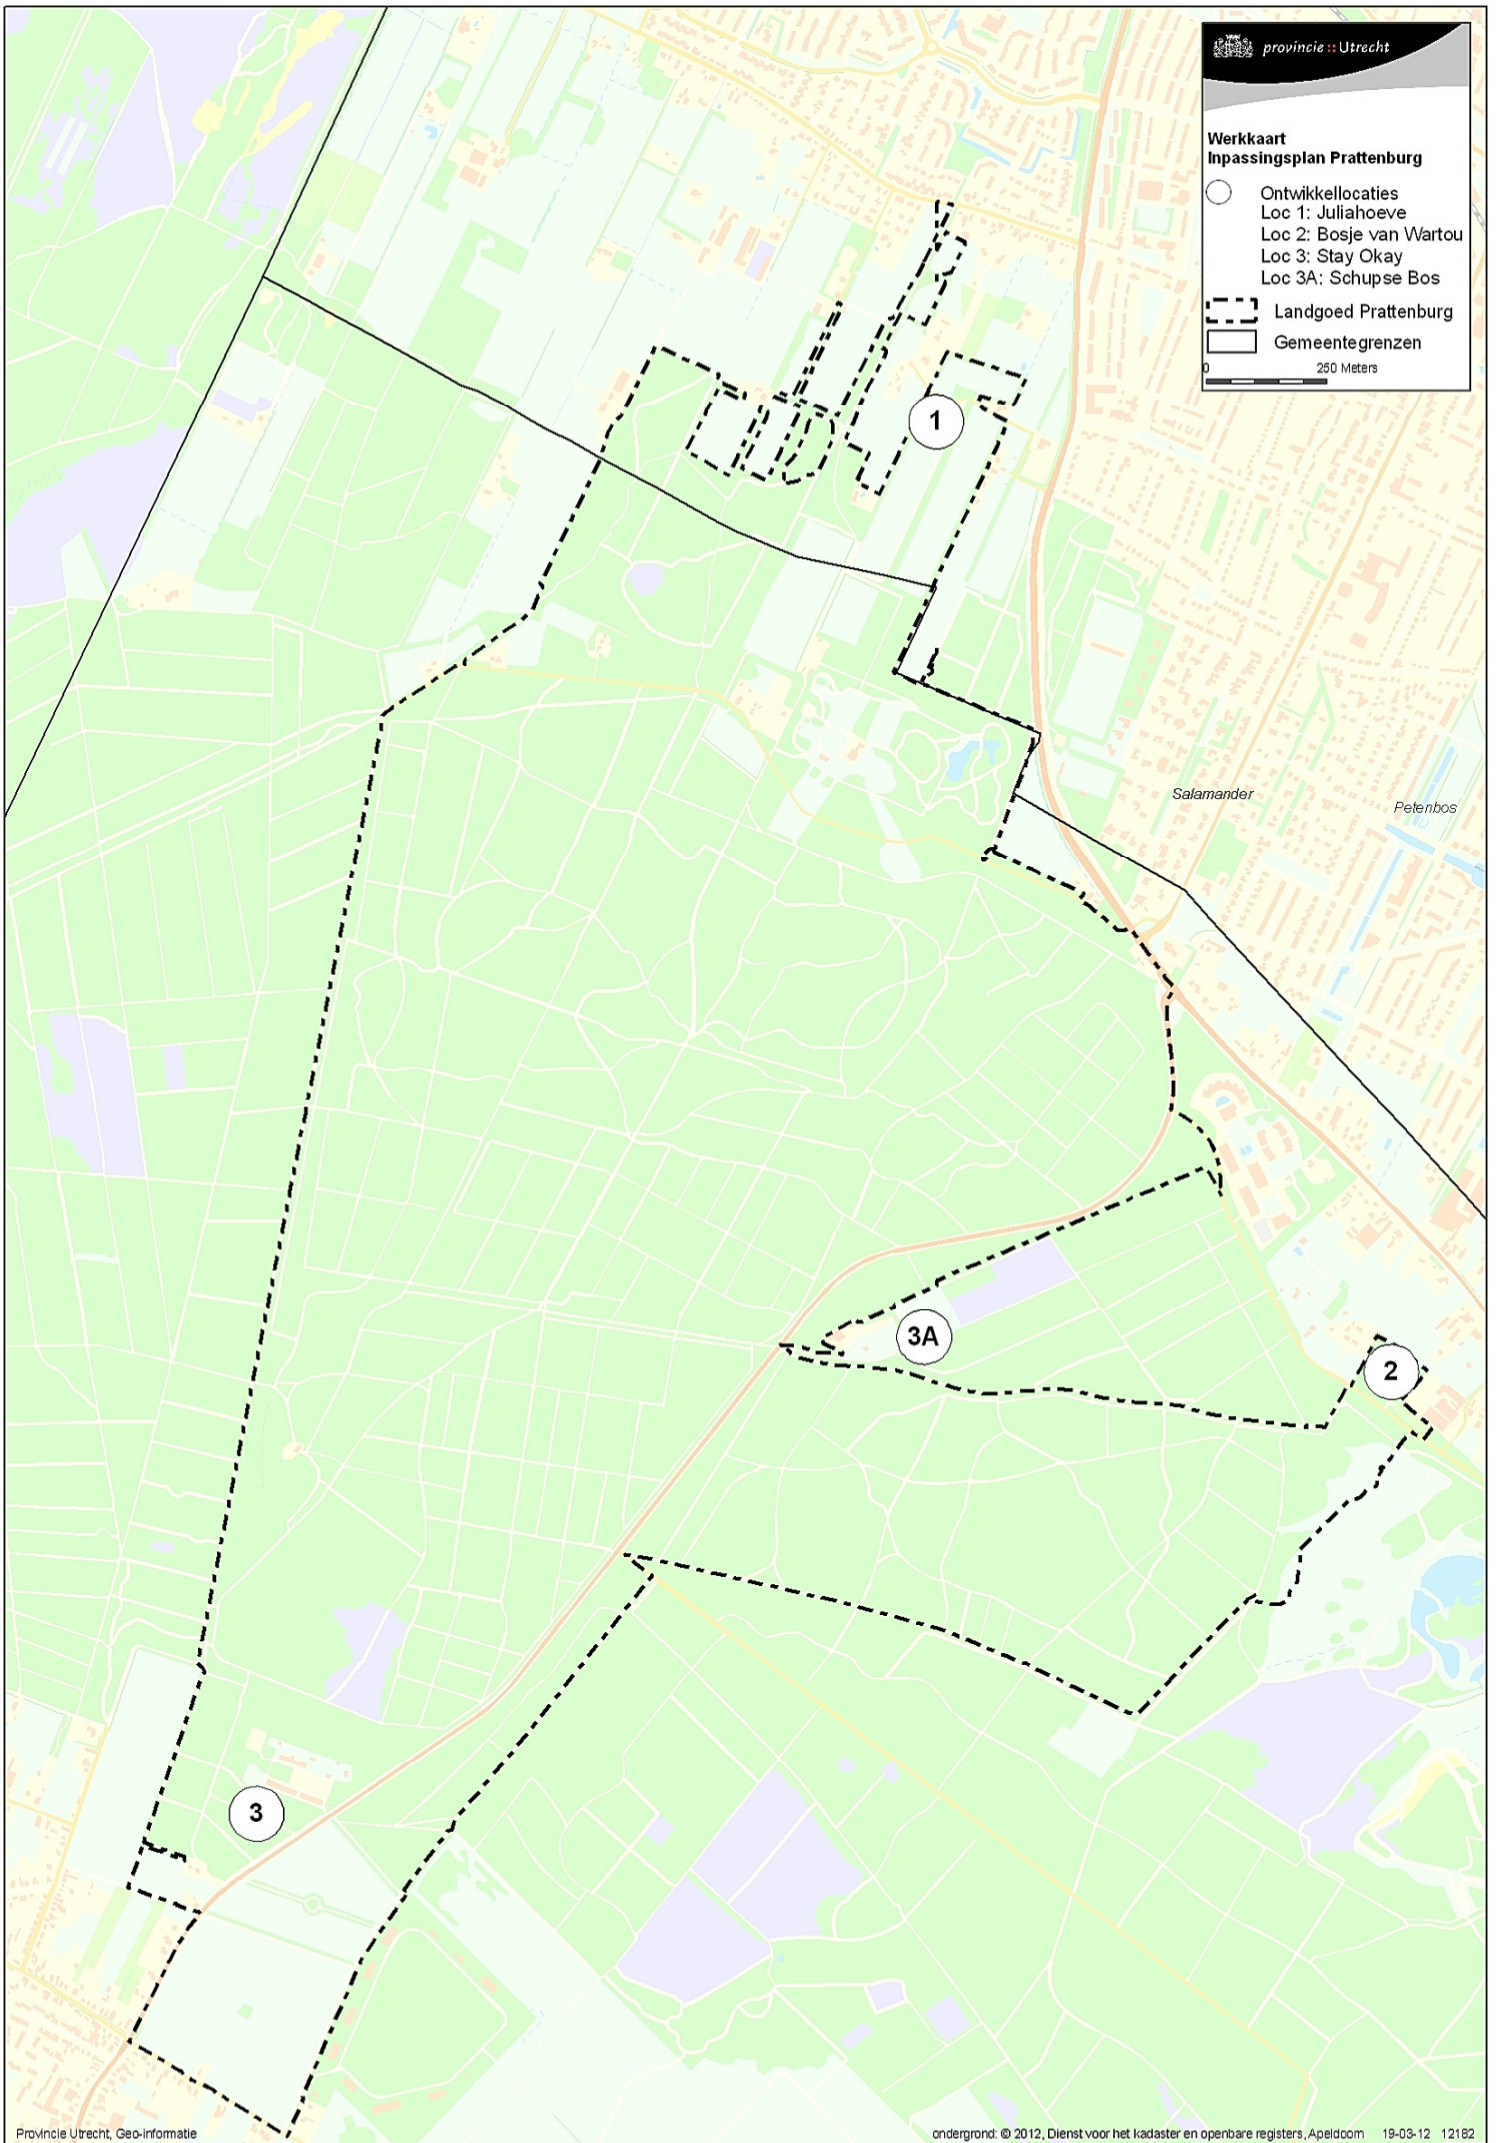 provincie :: Utrecht
Werkkaart
Inpassingsplan Prattenburg
Ontwikkellocaties
Loc 1: Juliahoeve
Loc 2: Bosje van Wartou
Loc 3: Stay Okay
Loc 3A: Schupse Bos
Landgoed Prattenburg
Gemeentegrenzen
0 250 Meters
1
Salamander
Petenbos
3A
2
3
Provincie Utrecht, Geo-informatie
ondergrond: © 2012, Dienst voor het kadaster en openbare registers, Apeldoorn 19-03-12 12182